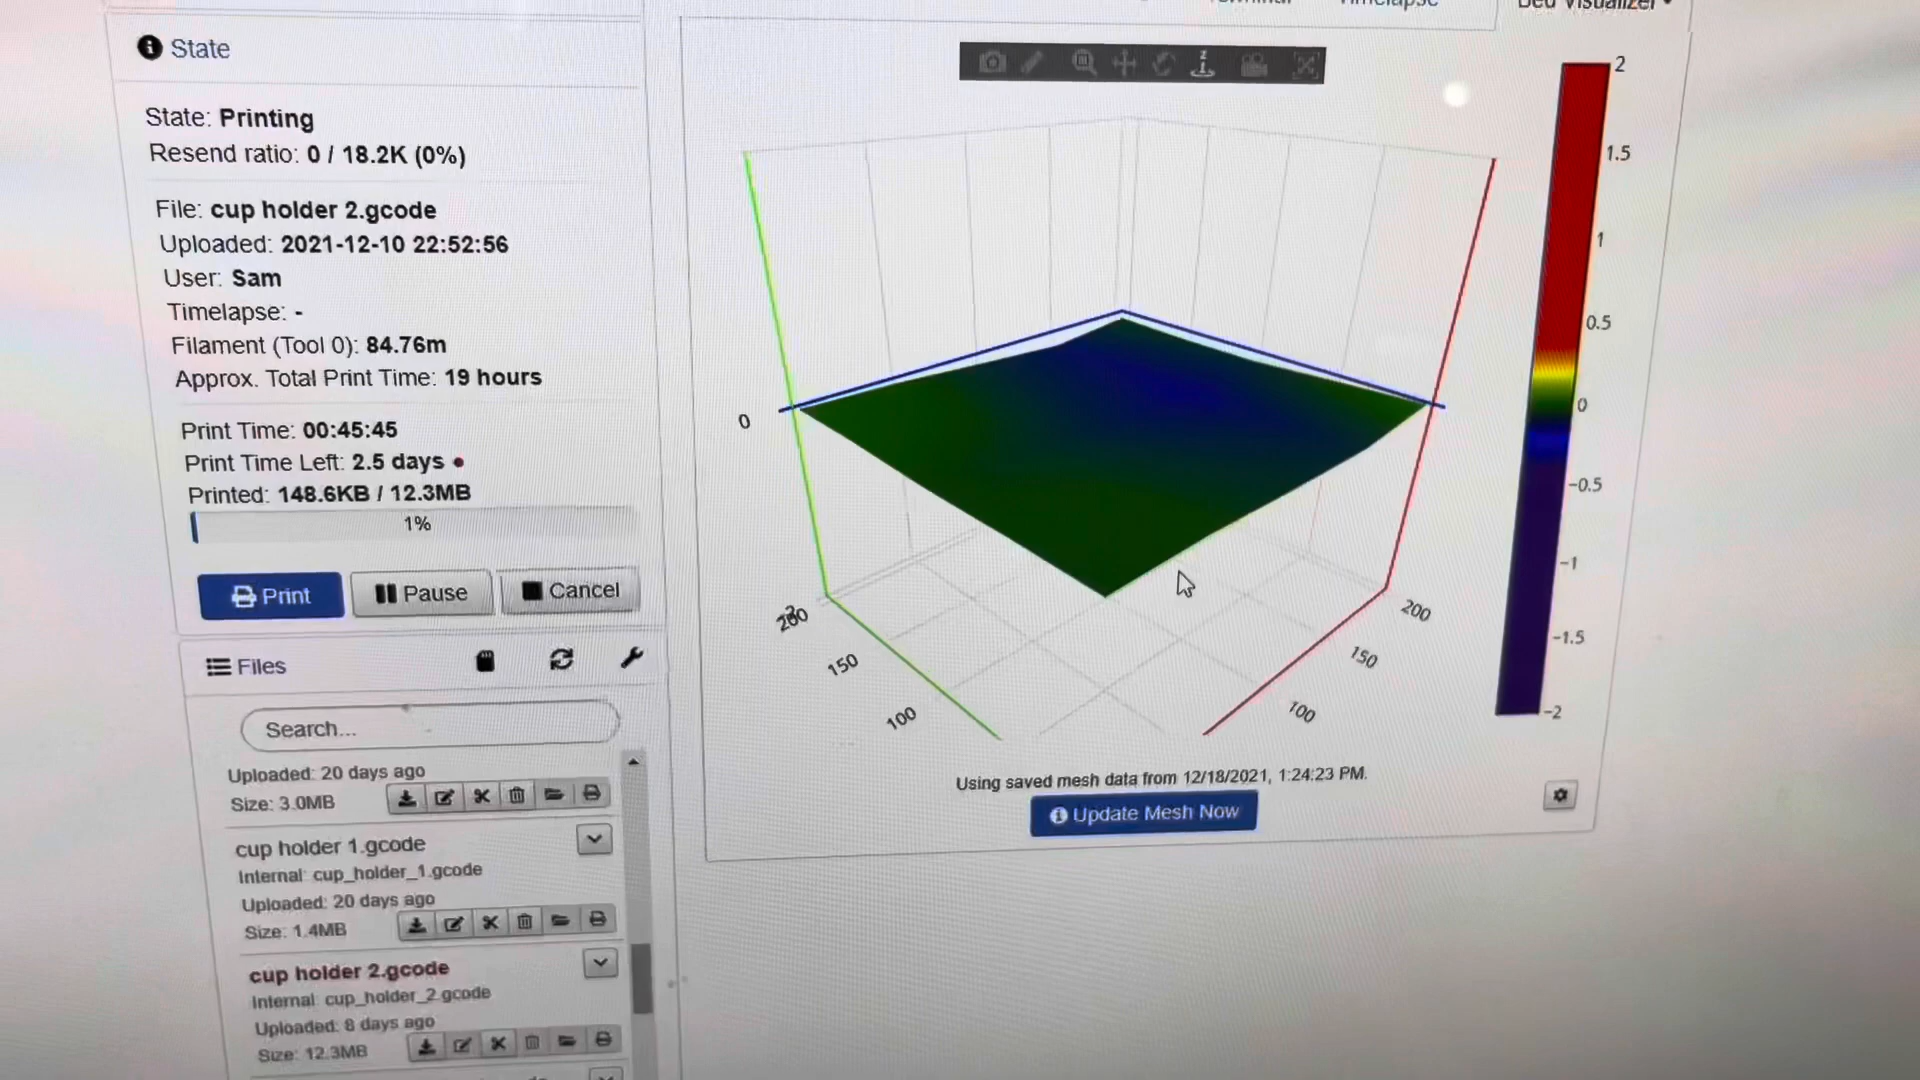 Terminal
Timelapse
Bed Visualizer
State
State: Printing
Resend ratio: 0 / 18.2K (0%)
File: cup holder 2.gcode
Uploaded: 2021-12-10 22:52:56
User: Sam
Timelapse: -
Filament (Tool 0): 84.76m
Approx. Total Print Time: 19 hours
Print Time: 00:45:45
Print Time Left: 2.5 days
Printed: 148.6KB / 12.3MB
1%
Print
Pause
Cancel
Files
Search...
Uploaded: 20 days ago
Size: 3.0MB
cup holder 1.gcode
Internal: cup_holder_1.gcode
Uploaded: 20 days ago
Size: 1.4MB
cup holder 2.gcode
Internal: cup_holder_2.gcode
Uploaded: 8 days ago
Size: 12.3MB
0
200
150
100
200
150
100
2
1.5
1
0.5
0
−0.5
−1
−1.5
−2
Using saved mesh data from 12/18/2021, 1:24:23 PM.
Update Mesh Now